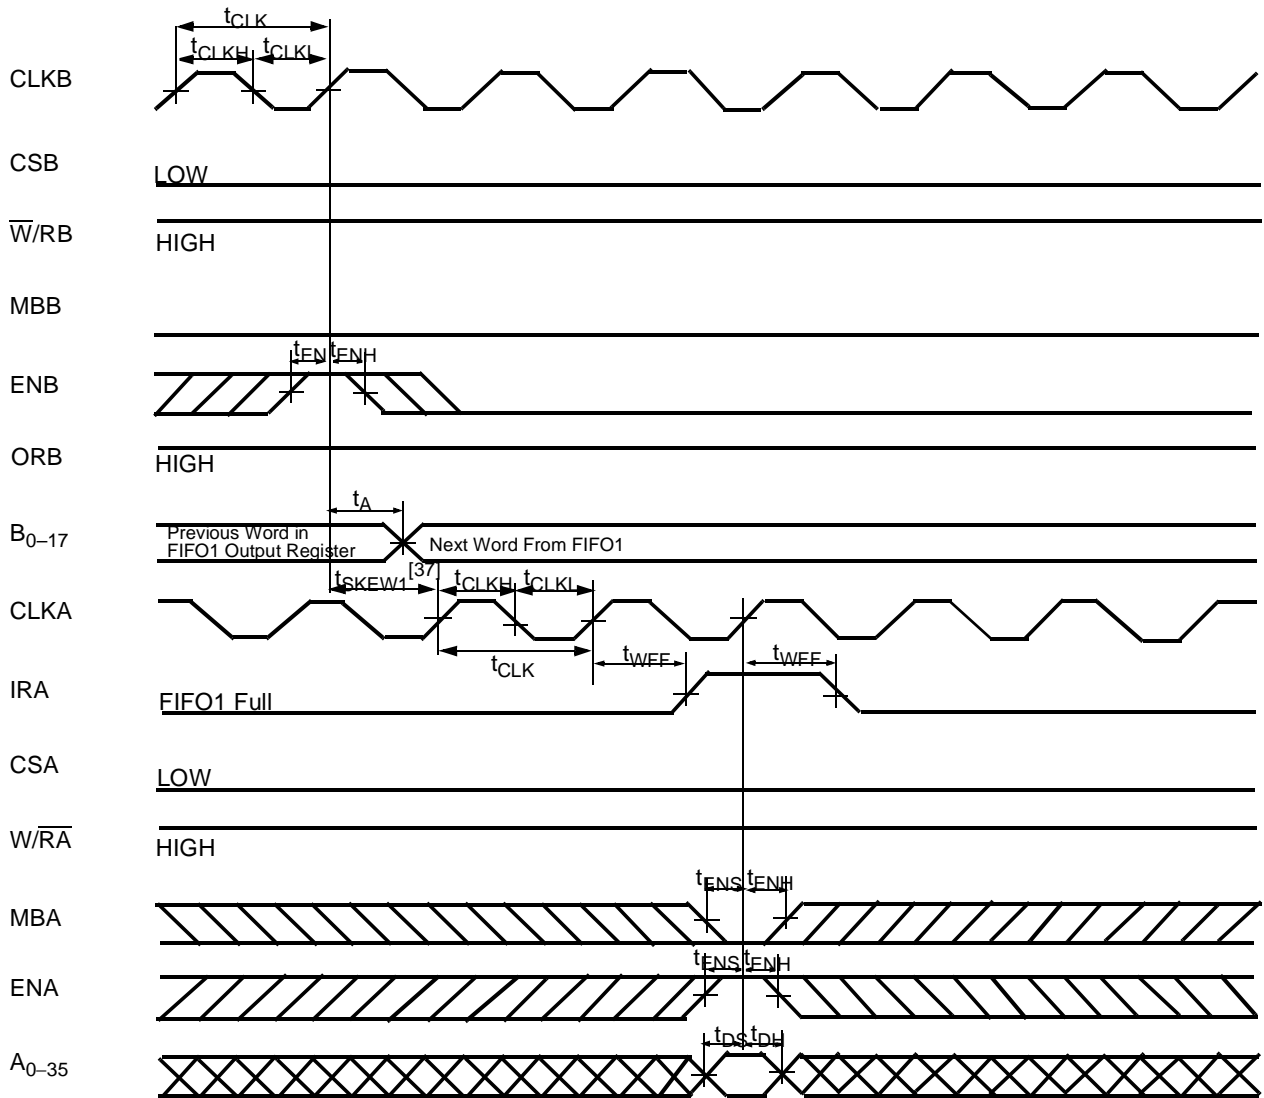 tCLK
tCLKH tCLKL
CLKB
CSB
LOW
W/RB
HIGH
MBB
tEN tENH
ENB
ORB
HIGH
tA
B0–17
Previous Word in
FIFO1 Output Register
Next Word From FIFO1
tSKEW1[37] tCLKH tCLKL
CLKA
tCLK
tWFF tWFF
IRA
FIFO1 Full
CSA
LOW
W/RA
HIGH
tENS tENH
MBA
tENS tENH
ENA
tDS tDH
A0–35